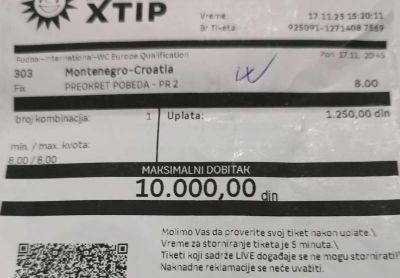 XTIP
Vreme: 17.11.25 15:20:11
Br Tiketa: 925091-1271408 7569
Fudbal-International-WC Europe Qualification Pon 17.11. 20:45
303 Montenegro-Croatia
Fix PREOKRET POBEDA - PR 2 8.00
broj kombinacija: 1 Uplata: 1.250,00 din
min. / max. kvota:
8.00 / 8.00
MAKSIMALNI DOBITAK
10.000,00 din
Molimo Vas da proverite svoj tiket nakon uplate.\
Vreme za storniranje tiketa je 5 minuta.\
Tiketi koji sadrže LIVE događaje se ne mogu stornirati!\
Naknadne reklamacije se neće uvažiti.